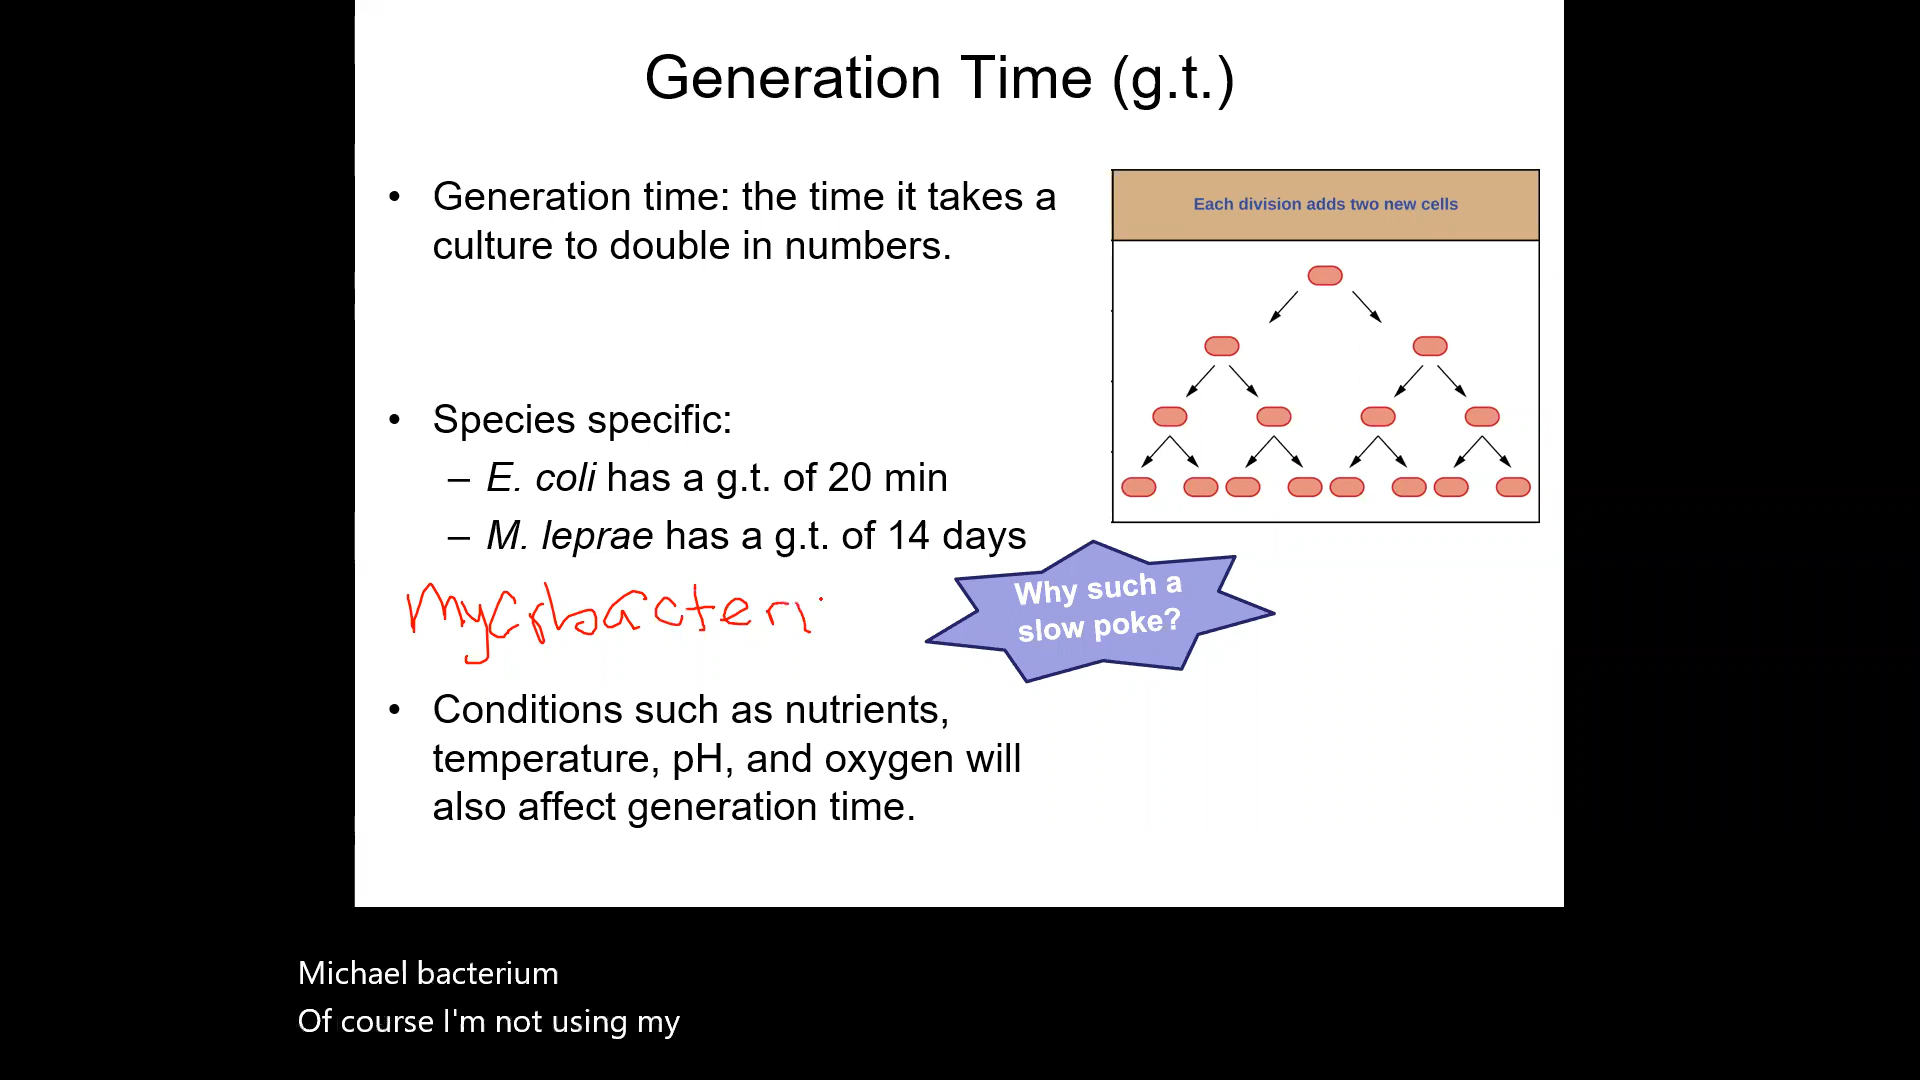 Generation Time (g.t.)
• Generation time: the time it takes a
culture to double in numbers.
Each division adds two new cells
• Species specific:
– E. coli has a g.t. of 20 min
– M. leprae has a g.t. of 14 days
Mycobacteri
Why such a
slow poke?
• Conditions such as nutrients,
temperature, pH, and oxygen will
also affect generation time.
Michael bacterium
Of course I'm not using my